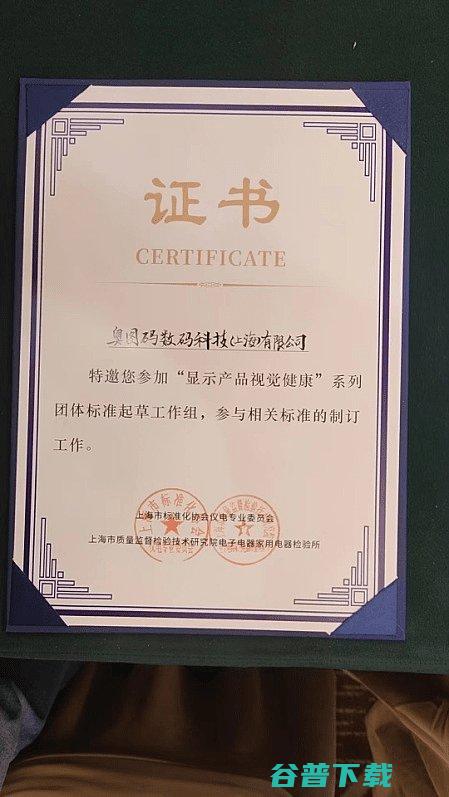 证书
CERTIFICATE
奥图码数码科技(上海)有限公司
特邀您参加“显示产品视觉健康”系列
团体标准起草工作组，参与相关标准的制订
工作。
上海市标准化协会仪电专业委员会
上海市质量监督检验技术研究院电子电器家用电器检验所
谷普下载